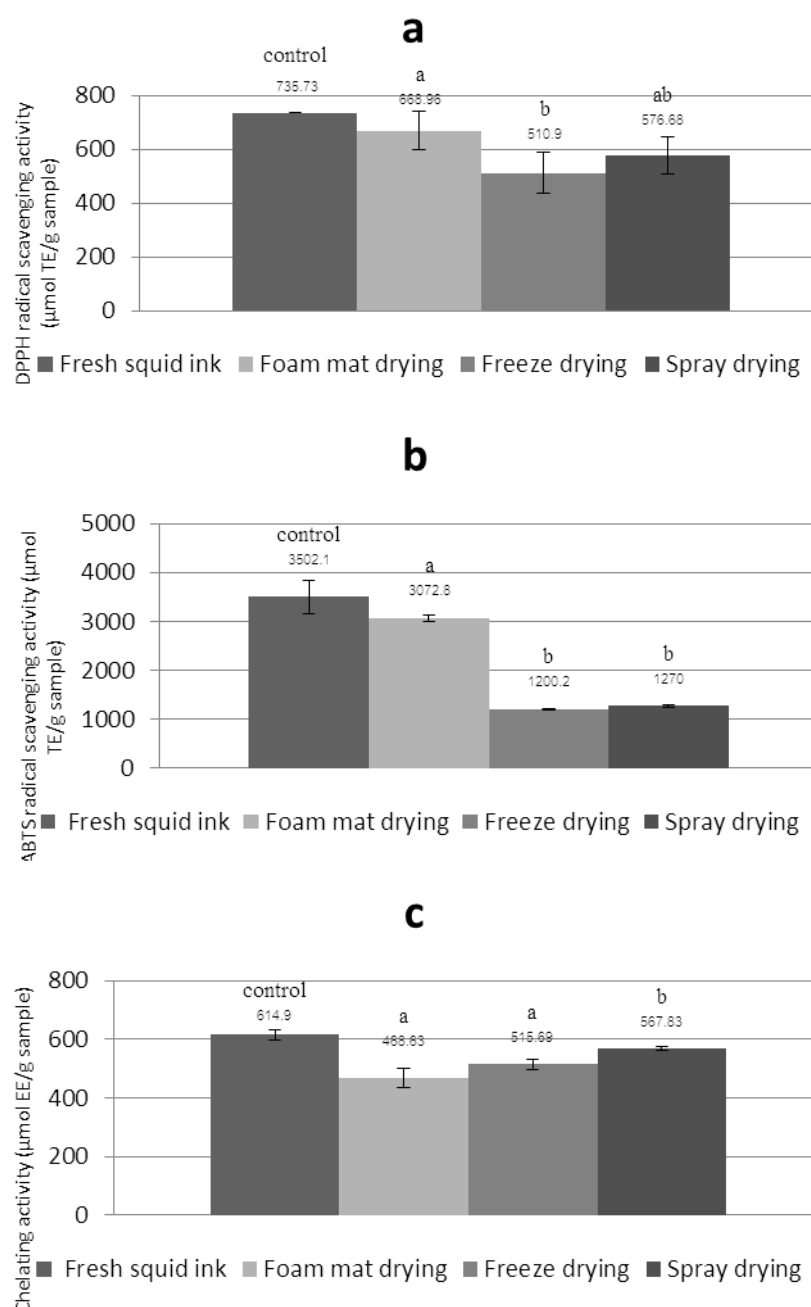 a
control
735.73
a
668.96
b
510.9
ab
576.68
800
600
400
200
0
DPPH radical scavenging activity
(µmol TE/g sample)
Fresh squid ink Foam mat drying Freeze drying Spray drying
b
control
3502.1
a
3072.8
b
1200.2
b
1270
5000
4000
3000
2000
1000
0
ABTS radical scavenging activity (µmol
TE/g sample)
Fresh squid ink Foam mat drying Freeze drying Spray drying
c
control
614.9
a
468.63
a
515.69
b
567.83
800
600
400
200
0
Chelating activity (µmol EE/g sample)
Fresh squid ink Foam mat drying Freeze drying Spray drying